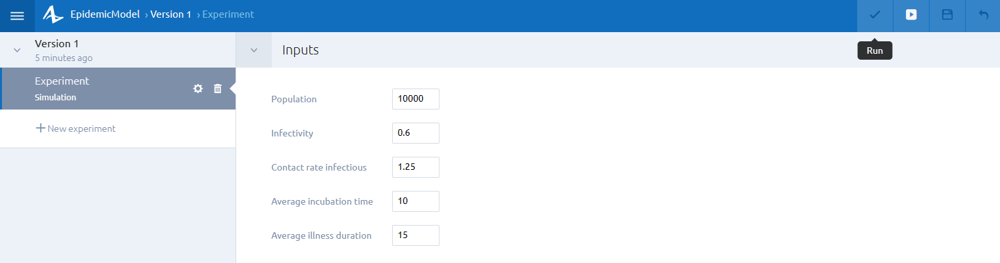 EpidemicModel › Version 1 › Experiment
Run
Version 1
5 minutes ago
Experiment
Simulation
New experiment
Inputs
Population 10000
Infectivity 0.6
Contact rate infectious 1.25
Average incubation time 10
Average illness duration 15